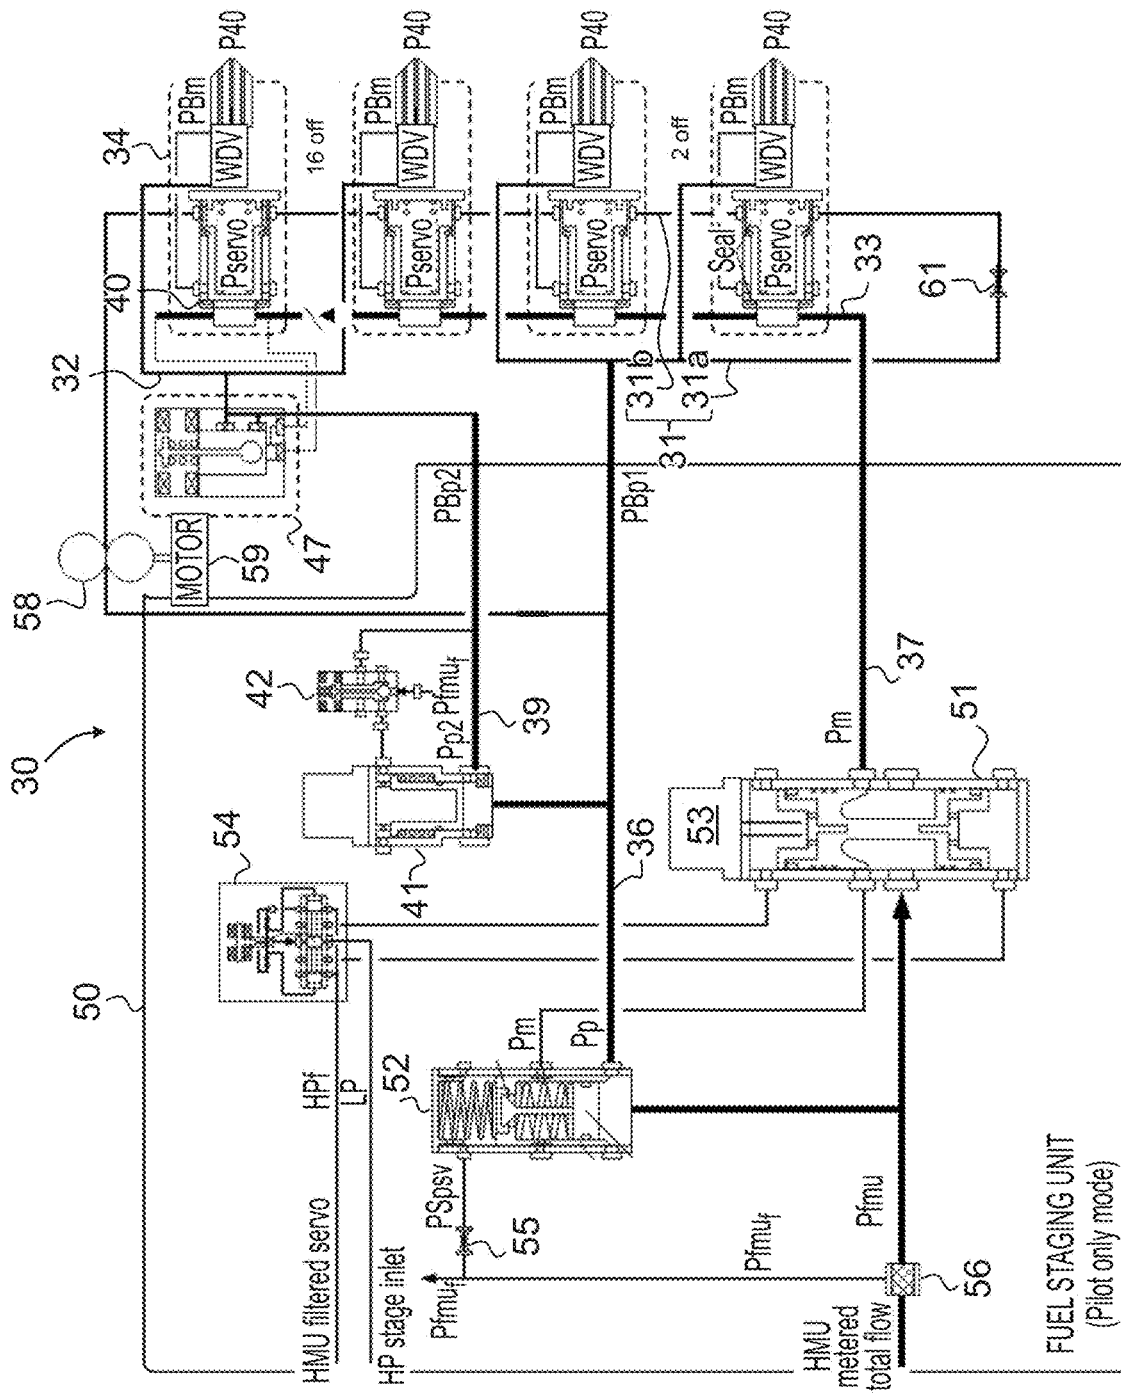 30
50
HMU filtered servo
HP stage inlet
HPf
LP
54
58
MOTOR
59
47
32
40
34
PBm
WDV
Pservo
P40
16 off
PBm
WDV
Pservo
P40
PBm
WDV
Pservo
P40
2 off
PBm
WDV
Seal
Pservo
P40
42
Pfmuf
Pp2
39
41
PBp2
PBp1
31
31b
31a
33
61
52
PSpsv
55
Pfmuf
Pm
Pp
36
Pm
37
53
51
Pfmuf
Pfmu
56
HMU
metered
total flow
FUEL STAGING UNIT
(Pilot only mode)